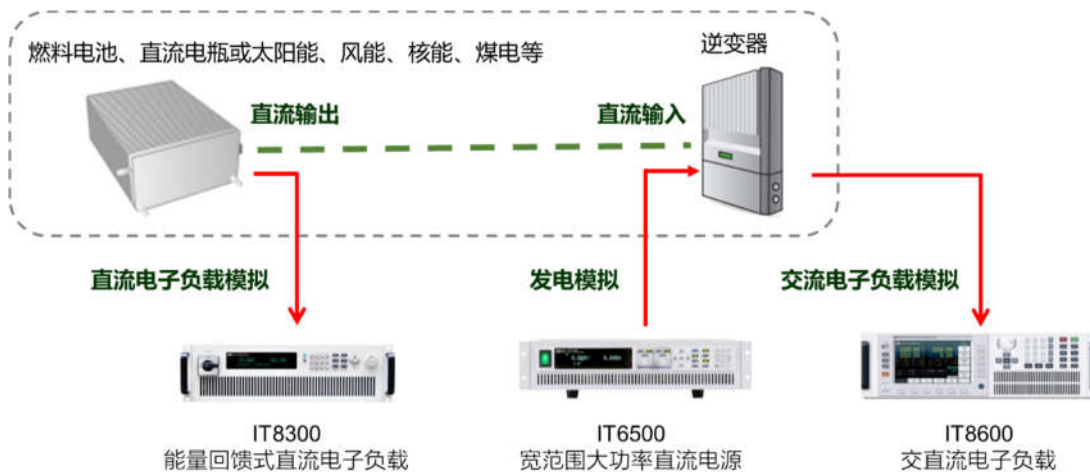 燃料电池、直流电瓶或太阳能、风能、核能、煤电等
逆变器
直流输出
直流输入
直流电子负载模拟
发电模拟
交流电子负载模拟
IT8300
能量回馈式直流电子负载
IT6500
宽范围大功率直流电源
IT8600
交直流电子负载